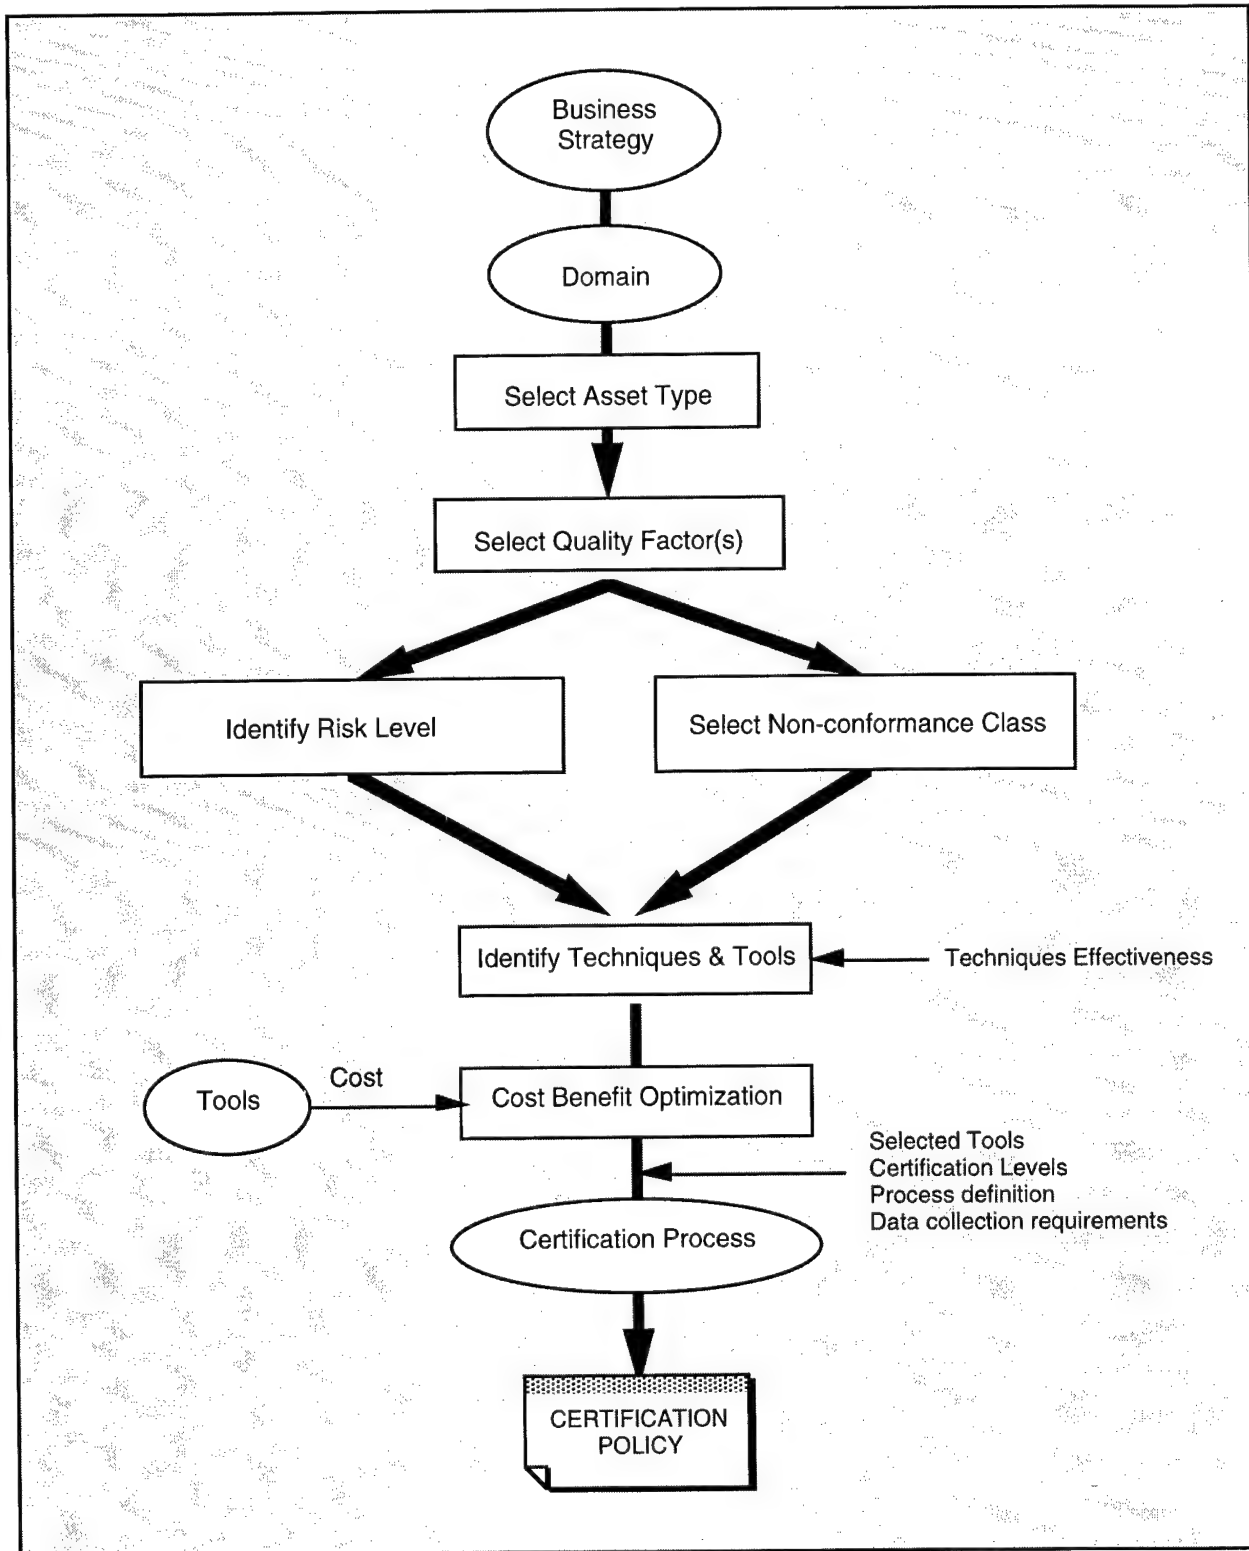 Business
Strategy
Domain
Select Asset Type
Select Quality Factor(s)
Identify Risk Level
Select Non-conformance Class
Identify Techniques & Tools
Techniques Effectiveness
Tools
Cost
Cost Benefit Optimization
Selected Tools
Certification Levels
Process definition
Data collection requirements
Certification Process
CERTIFICATION
POLICY